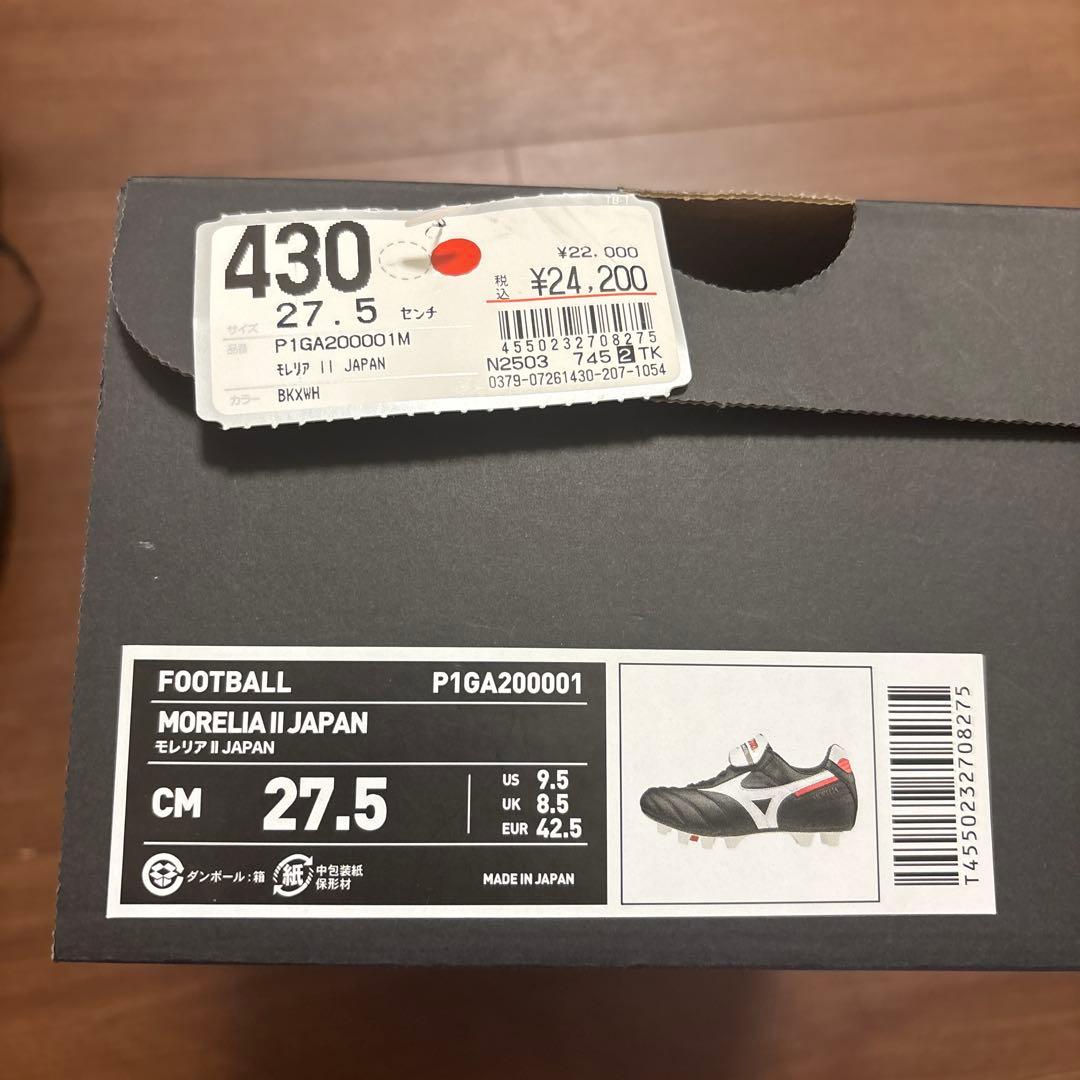 TB-1
430
¥22.000
税込 ¥24,200
サイズ 27.5 センチ
品番 P1GA200001M
モレリア II JAPAN
カラー BKXWH
4550232708275
N2503 745 2 TK
0379-07261430-207-1054
FOOTBALL P1GA200001
MORELIA II JAPAN
モレリア II JAPAN
CM 27.5
US 9.5
UK 8.5
EUR 42.5
ダンボール:箱
紙 中包装紙
保形材
MADE IN JAPAN
T4550232708275